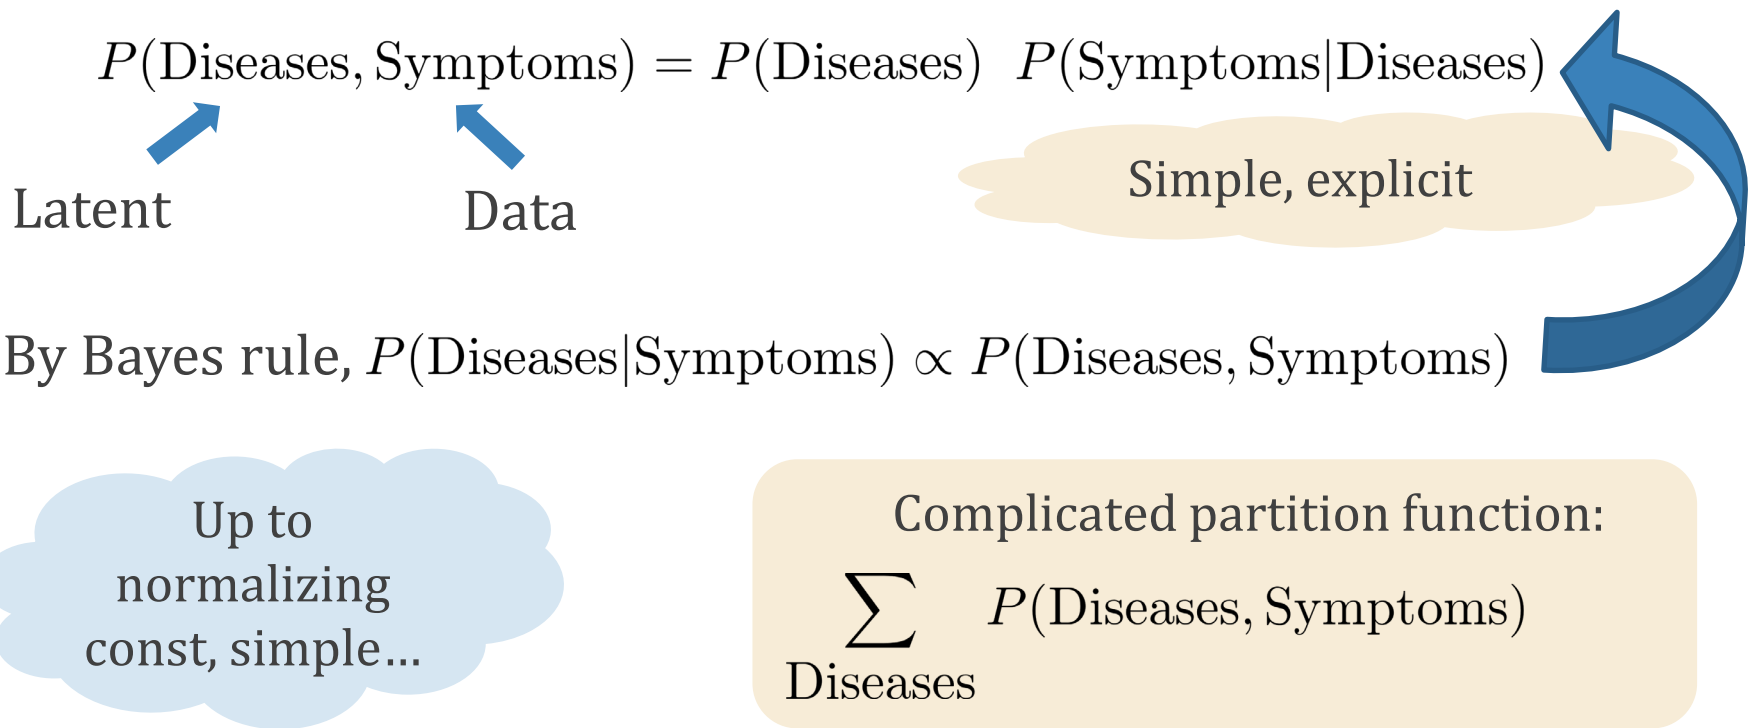 P(Diseases, Symptoms) = P(Diseases) P(Symptoms|Diseases)
Latent
Data
Simple, explicit
By Bayes rule, P(Diseases|Symptoms) ∝ P(Diseases, Symptoms)
Up to
normalizing
const, simple…
Complicated partition function:
∑ P(Diseases, Symptoms)
Diseases